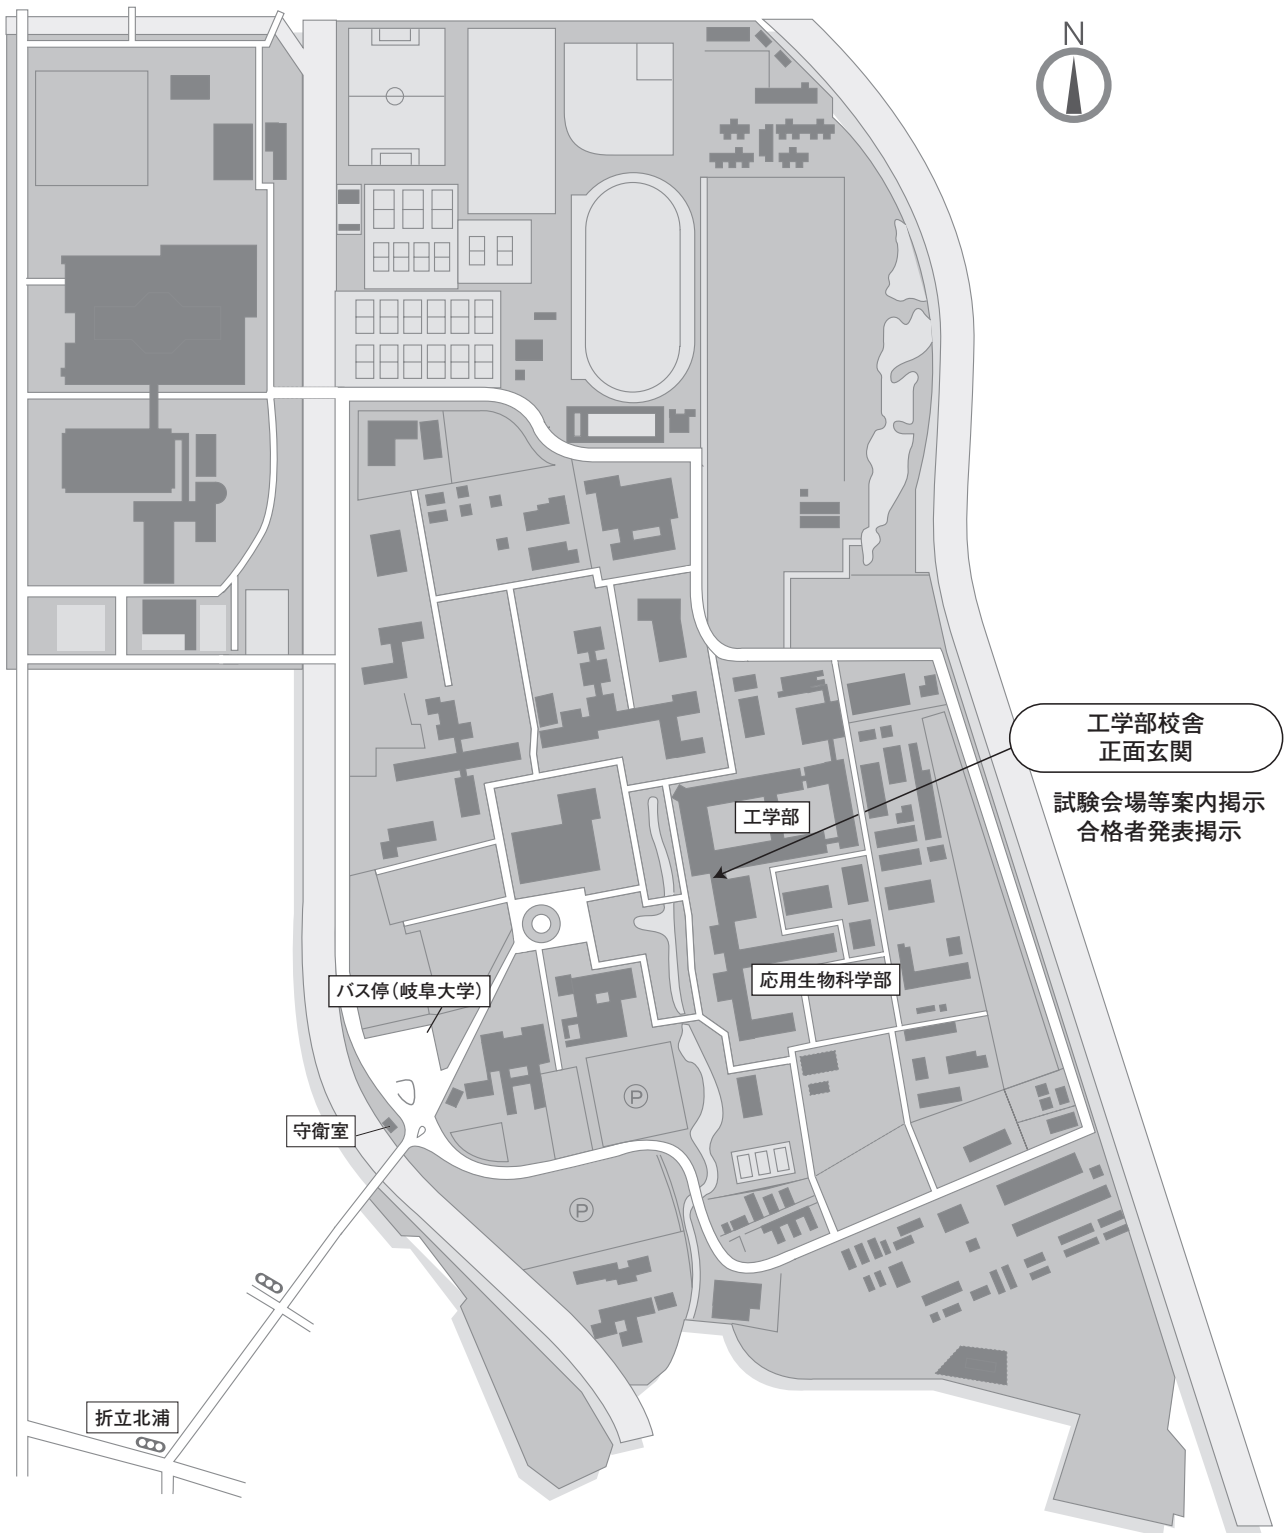 N
工学部校舎
正面玄関
試験会場等案内掲示
合格者発表掲示
工学部
応用生物科学部
バス停（岐阜大学）
P
守衛室
P
折立北浦